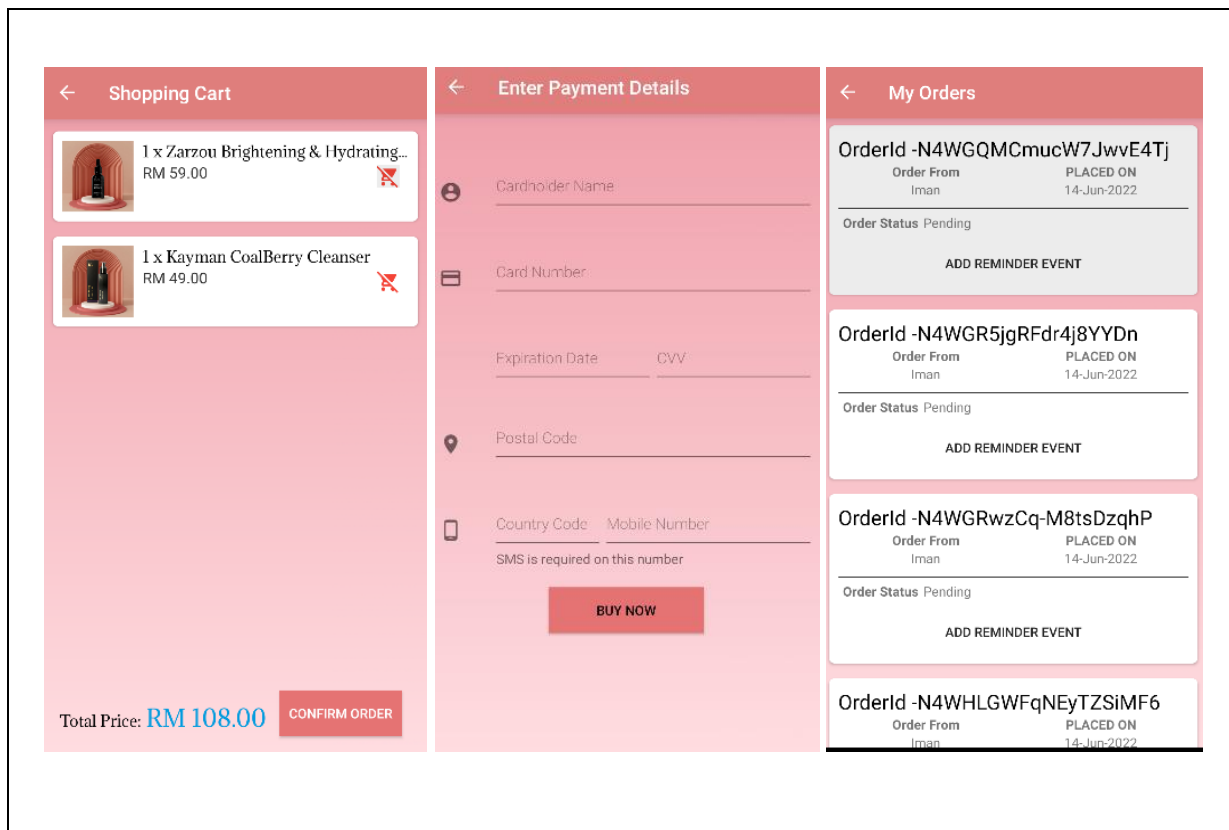 Shopping Cart
1 x Zarzou Brightening & Hydrating...
RM 59.00
1 x Kayman CoalBerry Cleanser
RM 49.00
Total Price: RM 108.00
CONFIRM ORDER
Enter Payment Details
Cardholder Name
Card Number
Expiration Date CVV
Postal Code
Country Code Mobile Number
SMS is required on this number
BUY NOW
My Orders
OrderId -N4WGQMCmucW7JwvE4Tj
Order From PLACED ON
Iman 14-Jun-2022
Order Status Pending
ADD REMINDER EVENT
OrderId -N4WGR5jgRFdr4j8YYDn
Order From PLACED ON
Iman 14-Jun-2022
Order Status Pending
ADD REMINDER EVENT
OrderId -N4WGRwzCq-M8tsDzqhP
Order From PLACED ON
Iman 14-Jun-2022
Order Status Pending
ADD REMINDER EVENT
OrderId -N4WHLGWFqNEyTZSiMF6
Order From PLACED ON
Iman 14-Jun-2022